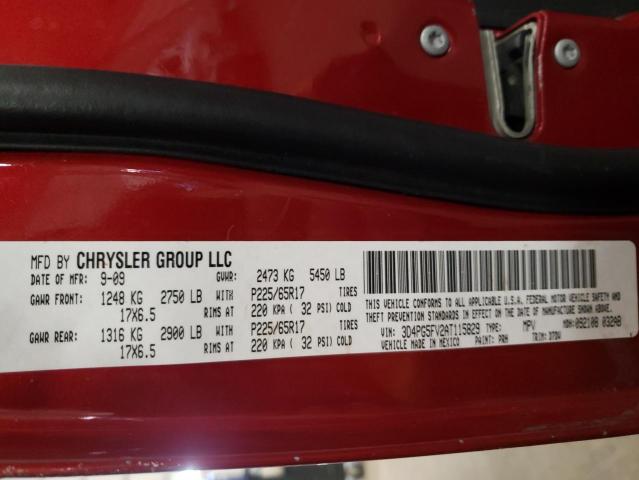 MFD BY CHRYSLER GROUP LLC
DATE OF MFR. 9-09 GVWR: 2473 KG 5450 LB
GAWR FRONT: 1248 KG 2750 LB WITH P225/65R17 TIRES
17X6.5 RIMS AT 220 KPA ( 32 PSI) COLD
GAWR REAR: 1316 KG 2900 LB WITH P225/65R17 TIRES
17X6.5 RIMS AT 220 KPA ( 32 PSI) COLD
THIS VEHICLE CONFORMS TO ALL APPLICABLE U.S.A. FEDERAL MOTOR VEHICLE SAFETY AND
THEFT PREVENTION STANDARDS IN EFFECT ON THE DATE OF MANUFACTURE SHOWN ABOVE.
VIN: 3D4PG5FV2AT115829 TYPE: MPV MDH: 092108 032AB
VEHICLE MADE IN MEXICO PAINT: PRH TRIM: